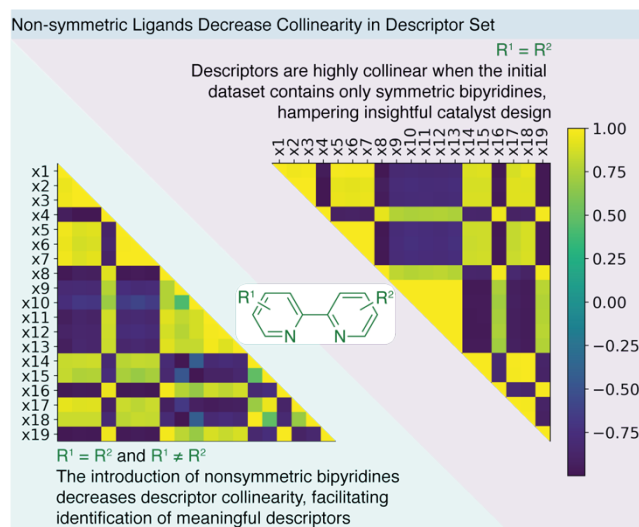 Non-symmetric Ligands Decrease Collinearity in Descriptor Set
R¹ = R²
Descriptors are highly collinear when the initial
dataset contains only symmetric bipyridines,
hampering insightful catalyst design
x1
x2
x3
x4
x5
x6
x7
x8
x9
x10
x11
x12
x13
x14
x15
x16
x17
x18
x19
1.00
0.75
0.50
0.25
0.00
−0.25
−0.50
−0.75
x1
x2
x3
x4
x5
x6
x7
x8
x9
x10
x11
x12
x13
x14
x15
x16
x17
x18
x19
R¹
R²
N
N
R¹ = R² and R¹ ≠ R²
The introduction of nonsymmetric bipyridines
decreases descriptor collinearity, facilitating
identification of meaningful descriptors